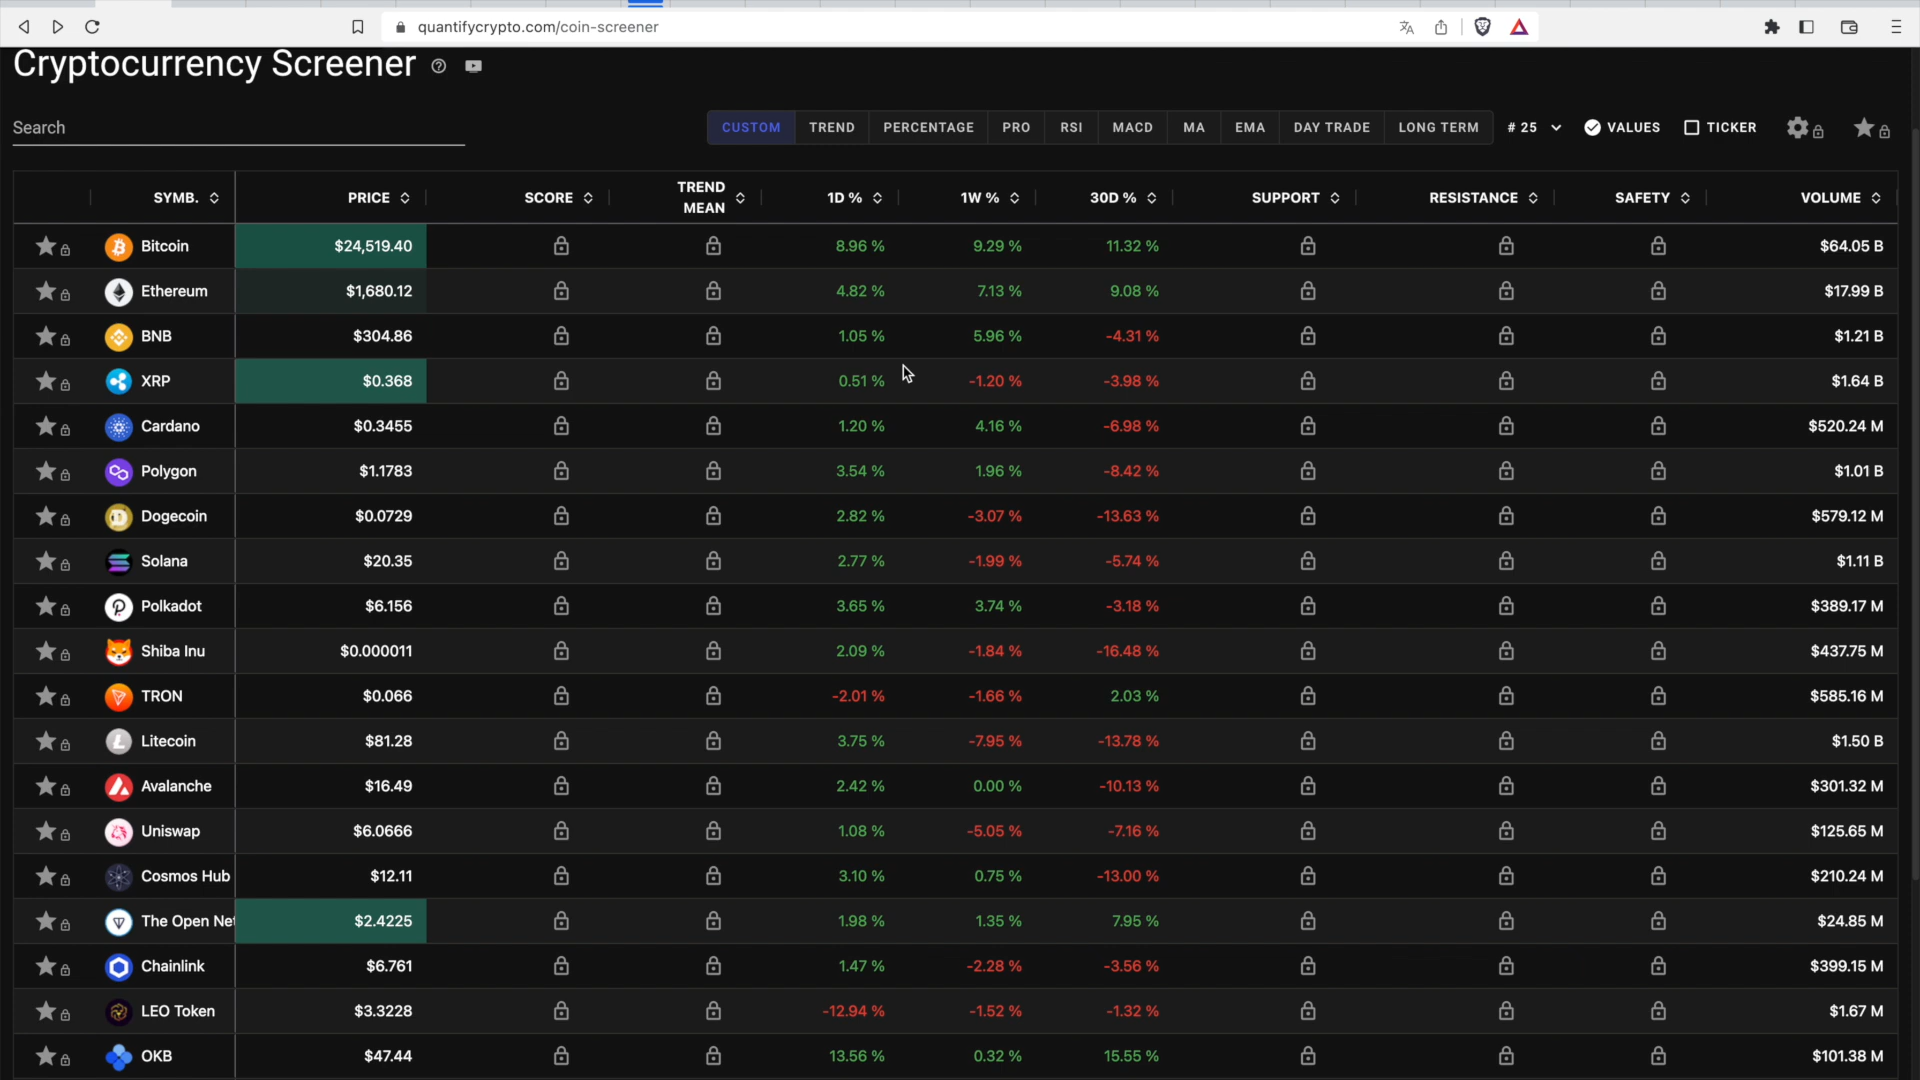 quantifycrypto.com/coin-screener
Cryptocurrency Screener
Search
CUSTOM TREND PERCENTAGE PRO RSI MACD MA EMA DAY TRADE LONG TERM # 25 VALUES TICKER
SYMB. PRICE SCORE TREND MEAN 1D % 1W % 30D % SUPPORT RESISTANCE SAFETY VOLUME
Bitcoin $24,519.40 8.96 % 9.29 % 11.32 % $64.05 B
Ethereum $1,680.12 4.82 % 7.13 % 9.08 % $17.99 B
BNB $304.86 1.05 % 5.96 % -4.31 % $1.21 B
XRP $0.368 0.51 % -1.20 % -3.98 % $1.64 B
Cardano $0.3455 1.20 % 4.16 % -6.98 % $520.24 M
Polygon $1.1783 3.54 % 1.96 % -8.42 % $1.01 B
Dogecoin $0.0729 2.82 % -3.07 % -13.63 % $579.12 M
Solana $20.35 2.77 % -1.99 % -5.74 % $1.11 B
Polkadot $6.156 3.65 % 3.74 % -3.18 % $389.17 M
Shiba Inu $0.000011 2.09 % -1.84 % -16.48 % $437.75 M
TRON $0.066 -2.01 % -1.66 % 2.03 % $585.16 M
Litecoin $81.28 3.75 % -7.95 % -13.78 % $1.50 B
Avalanche $16.49 2.42 % 0.00 % -10.13 % $301.32 M
Uniswap $6.0666 1.08 % -5.05 % -7.16 % $125.65 M
Cosmos Hub $12.11 3.10 % 0.75 % -13.00 % $210.24 M
The Open Net $2.4225 1.98 % 1.35 % 7.95 % $24.85 M
Chainlink $6.761 1.47 % -2.28 % -3.56 % $399.15 M
LEO Token $3.3228 -12.94 % -1.52 % -1.32 % $1.67 M
OKB $47.44 13.56 % 0.32 % 15.55 % $101.38 M